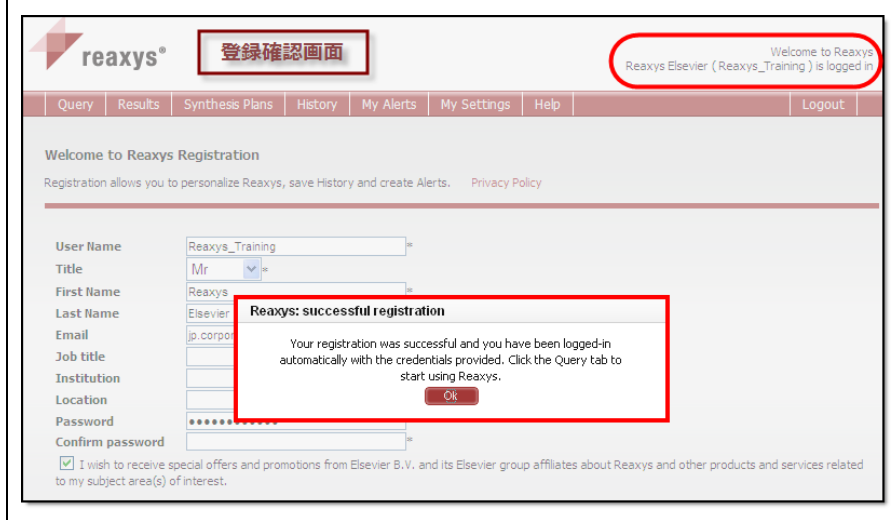 reaxys®
登録確認画面
Welcome to Reaxys
Reaxys Elsevier ( Reaxys_Training ) is logged in
Query Results Synthesis Plans History My Alerts My Settings Help Logout
Welcome to Reaxys Registration
Registration allows you to personalize Reaxys, save History and create Alerts. Privacy Policy
User Name Reaxys_Training *
Title Mr *
First Name Reaxys *
Last Name Elsevier
Email jp.corpor
Job title
Institution
Location
Password ••••••••••••
Confirm password *
Reaxys: successful registration
Your registration was successful and you have been logged-in
automatically with the credentials provided. Click the Query tab to
start using Reaxys.
Ok
I wish to receive special offers and promotions from Elsevier B.V. and its Elsevier group affiliates about Reaxys and other products and services related
to my subject area(s) of interest.